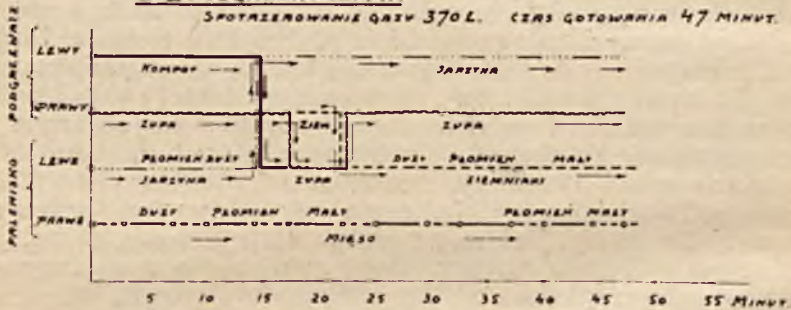 SPOTRZEBOWANIE GAZU 370 L. CZAS GOTOWANIA 47 MINUT.
PODGRZEWANIE
LEWY
KOMPOT
JARZYNA
PRAWY
ZUPA ZIEM ZUPA
PALENISKO
LEWE
PŁOMIEŃ DUŻY DUŻY PŁOMIEŃ MAŁY
JARZYNA ZUPA ZIEMNIAKI
PRAWE
DUŻY PŁOMIEŃ MAŁY PŁOMIEŃ MAŁY
MIĘSO
5 10 15 20 25 30 35 40 45 50 55 MINUT.